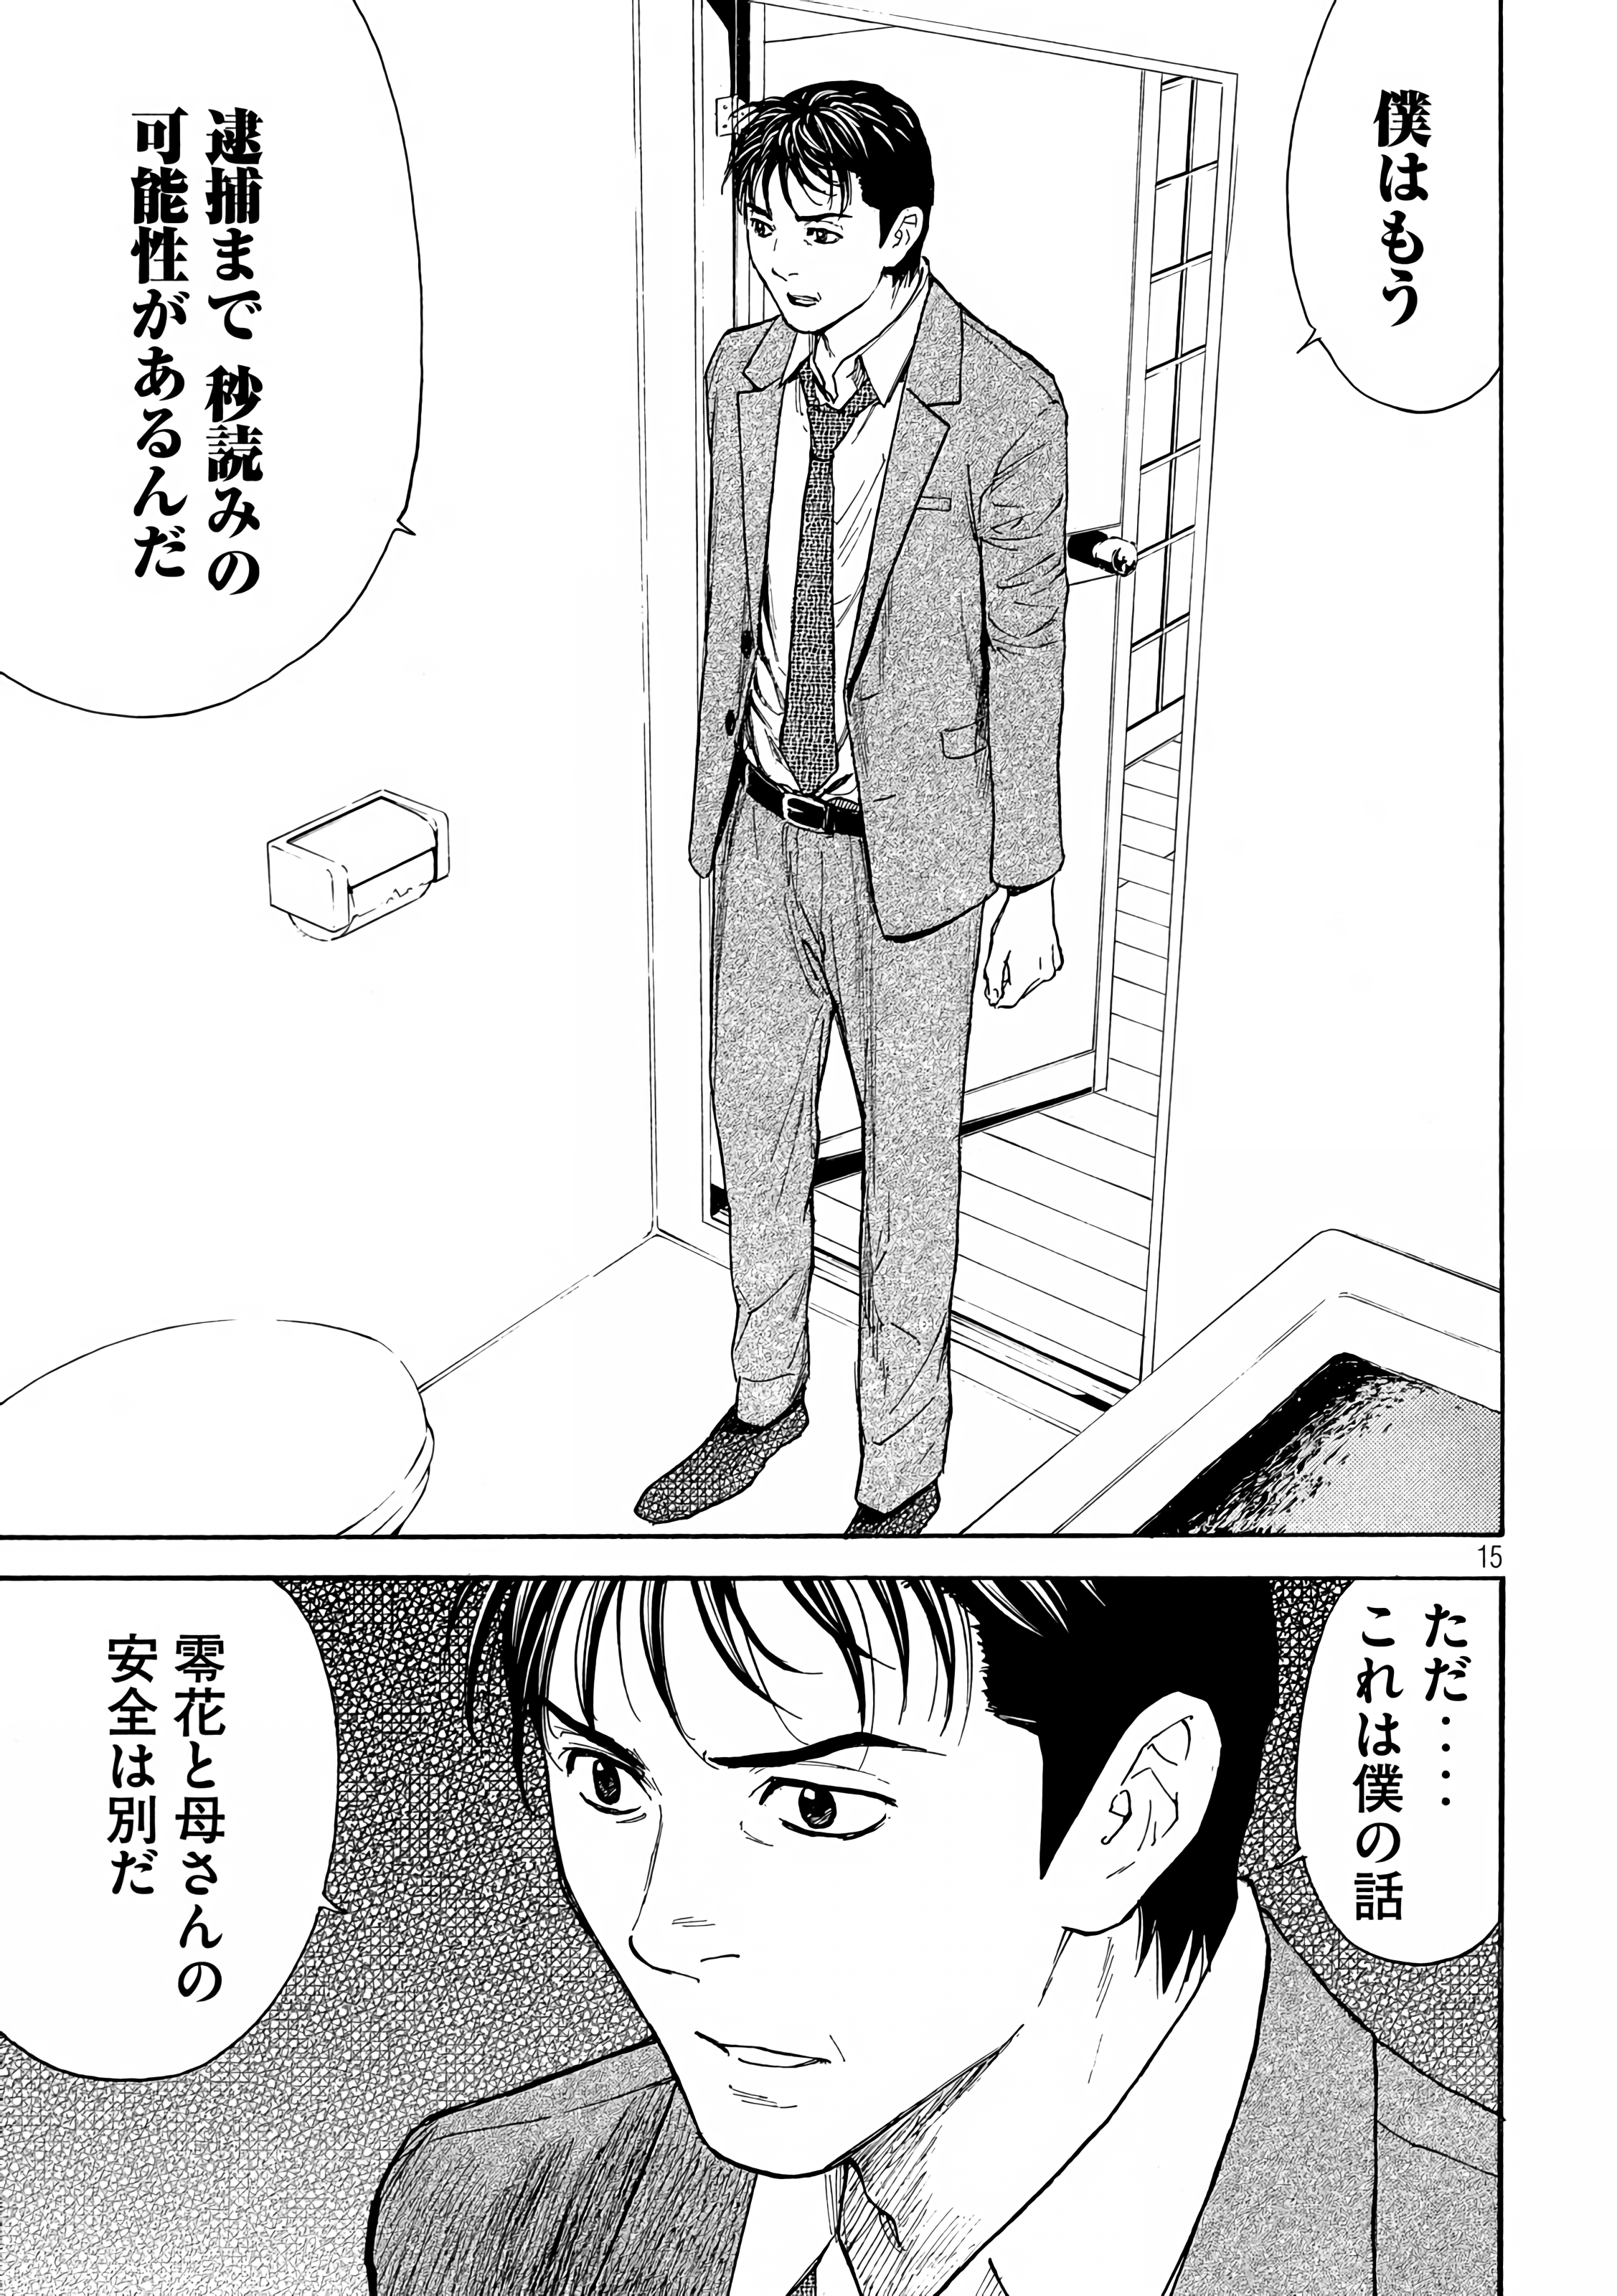 僕はもう
逮捕まで 秒読みの
可能性があるんだ
15
ただ‥‥
これは僕の話
零花と母さんの
安全は別だ